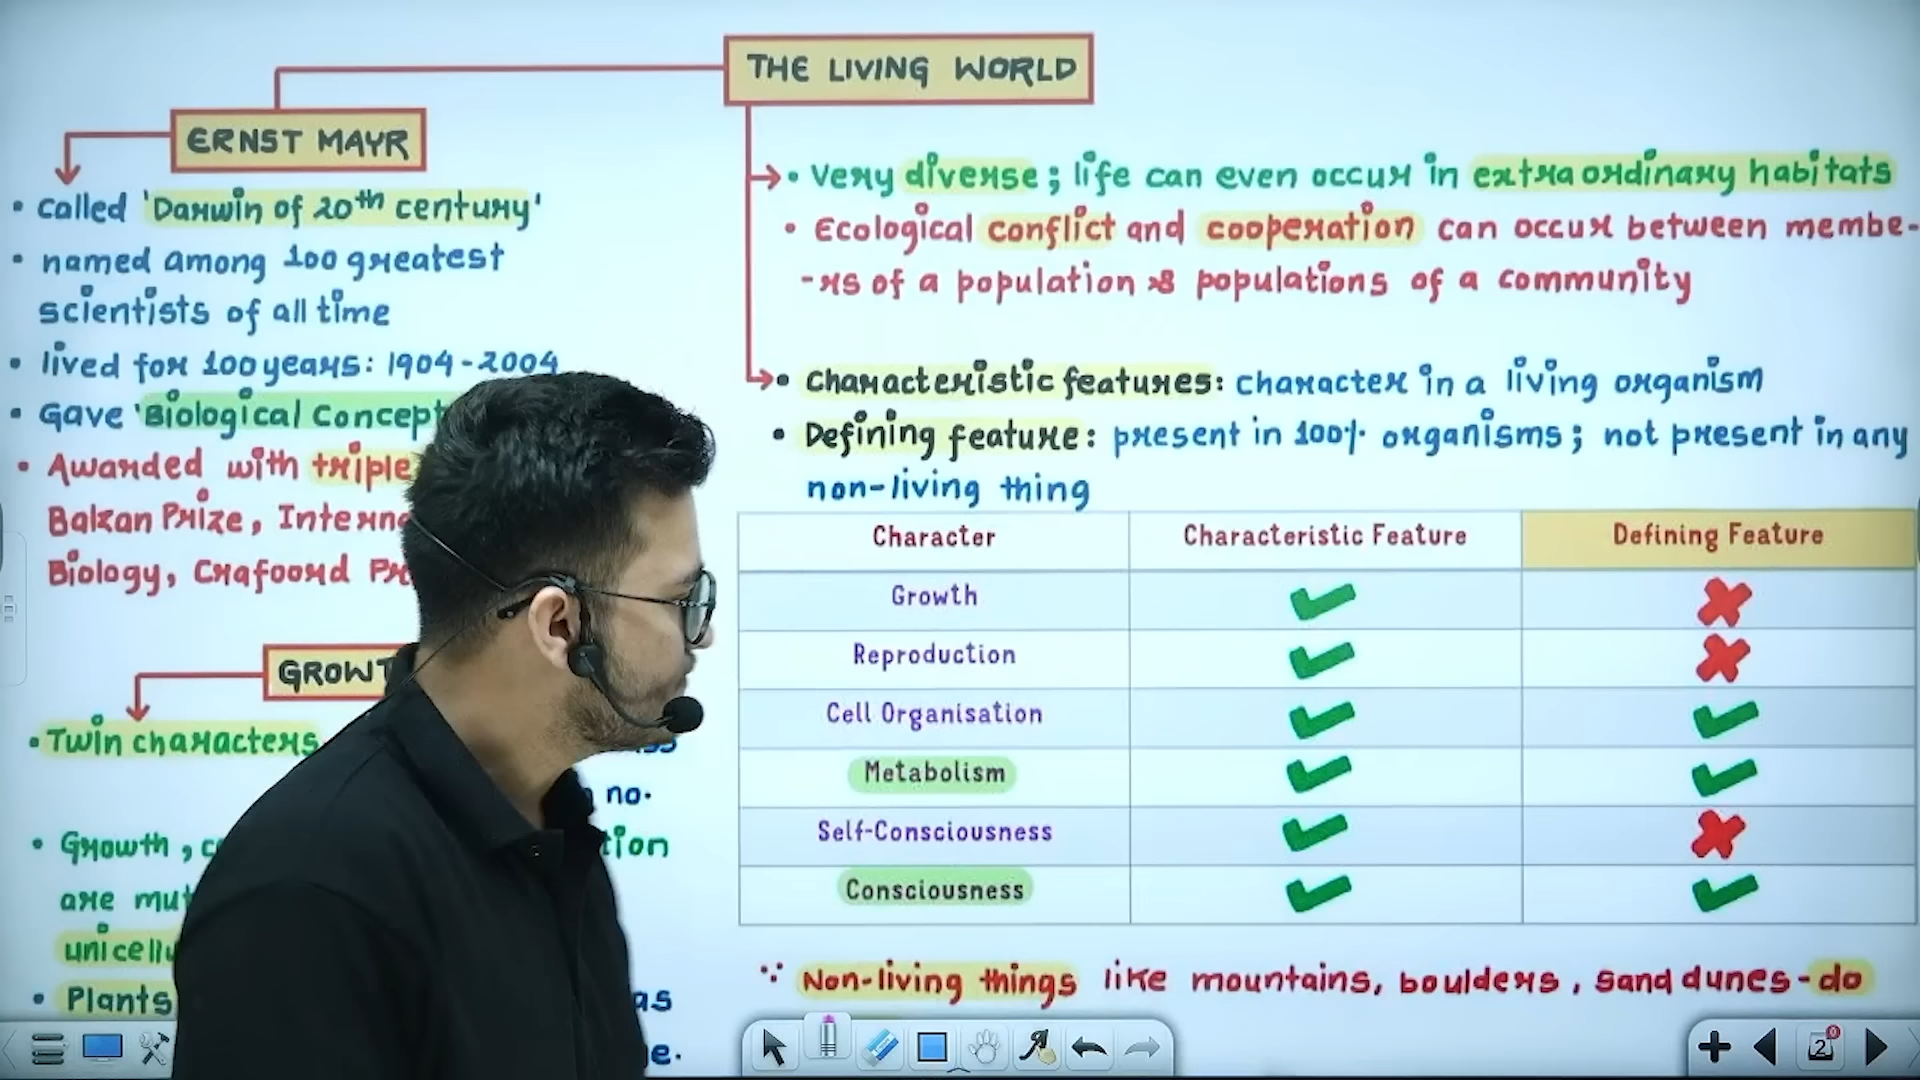 THE LIVING WORLD
ERNST MAYR
• called 'Darwin of 20th century'
• named among 100 greatest
scientists of all time
• lived for 100 years: 1904-2004
• Gave 'Biological Concept
• Awarded with triple
Balkan Prize, Interna
Biology, Crafoord Pr
GROWT
• Twin characters
no.
• Growth,
tion
are mut
unicellu
• Plants
as
e.
• Very diverse; life can even occur in extraordinary habitats
• Ecological conflict and cooperation can occur between membe-
-rs of a population & populations of a community
• Characteristic features: character in a living organism
• Defining feature: present in 100% organisms; not present in any
non-living thing
Character Characteristic Feature Defining Feature
Growth ✔ ✖
Reproduction ✔ ✖
Cell Organisation ✔ ✔
Metabolism ✔ ✔
Self-Consciousness ✔ ✖
Consciousness ✔ ✔
∵ Non-living things like mountains, boulders, sand dunes-do
2